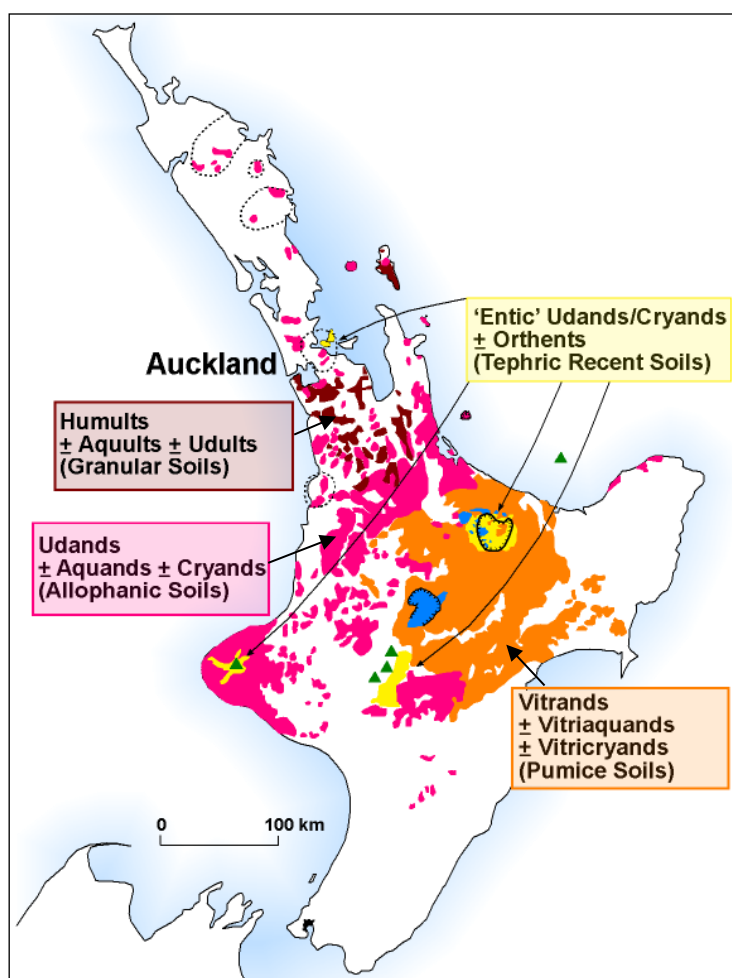 'Entic' Udands/Cryands
± Orthents
(Tephric Recent Soils)
Auckland
Humults
± Aquults ± Udults
(Granular Soils)
Udands
± Aquands ± Cryands
(Allophanic Soils)
Vitrands
± Vitriaquands
± Vitricryands
(Pumice Soils)
0 100 km